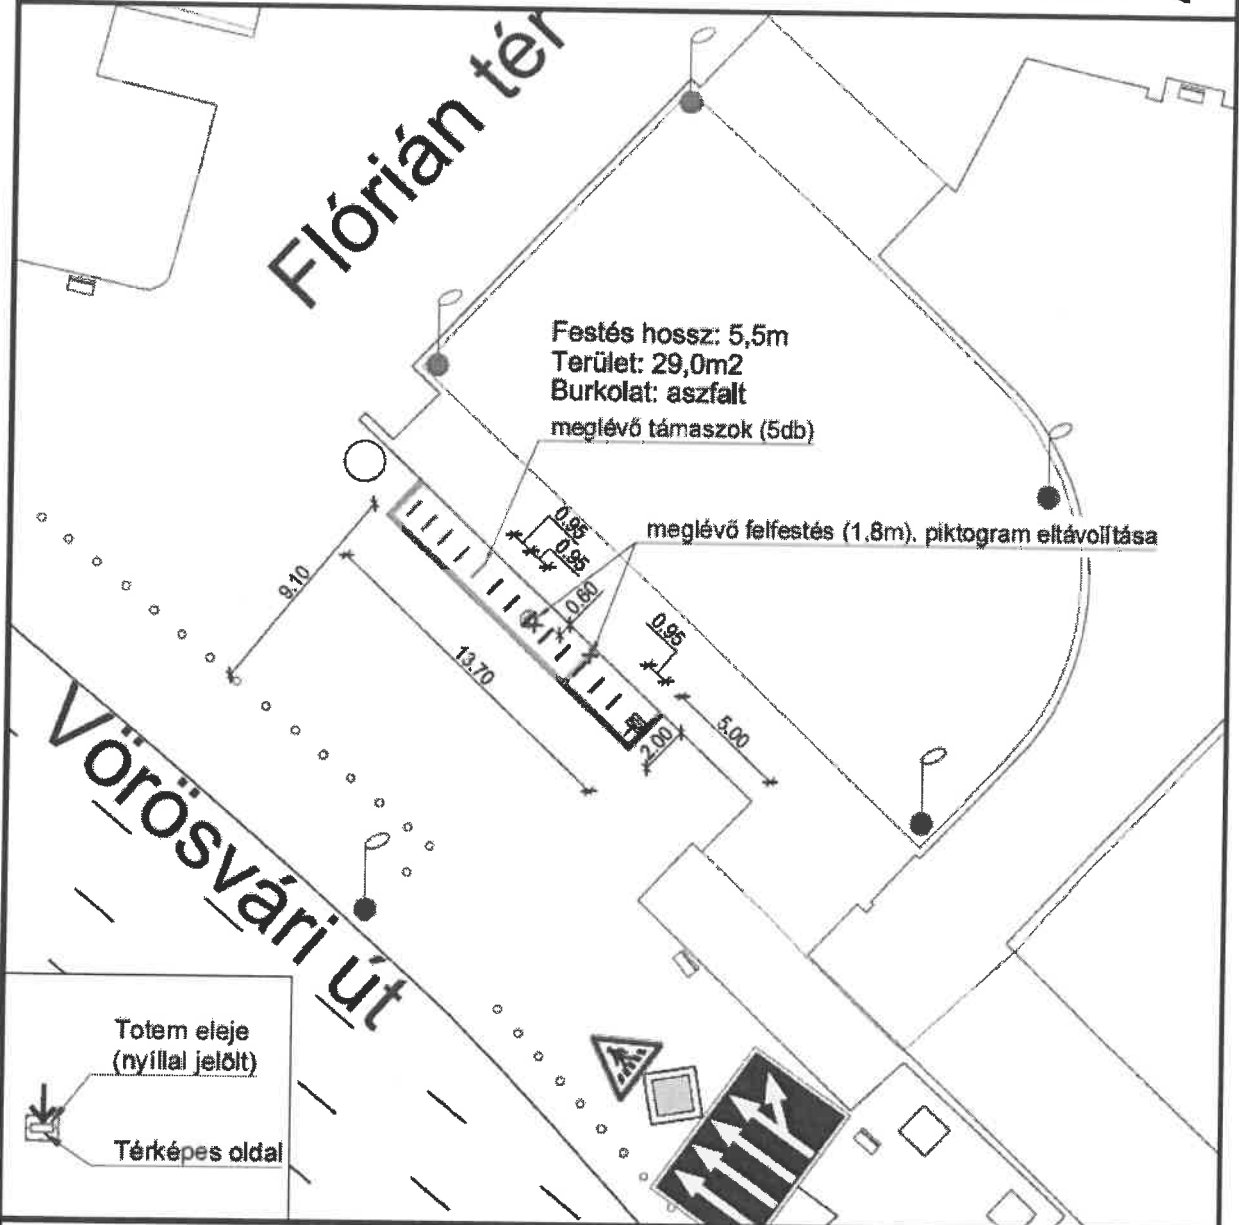 Flórián tér
Festés hossz: 5,5m
Terület: 29,0m2
Burkolat: aszfalt
meglévő támaszok (5db)
0.95
0.95
meglévő felfestés (1,8m). piktogram eltávolítása
9.10
0.60
0.95
13.70
5.00
2.00
Vörösvári út
Totem eleje
(nyíllal jelölt)
Térképes oldal